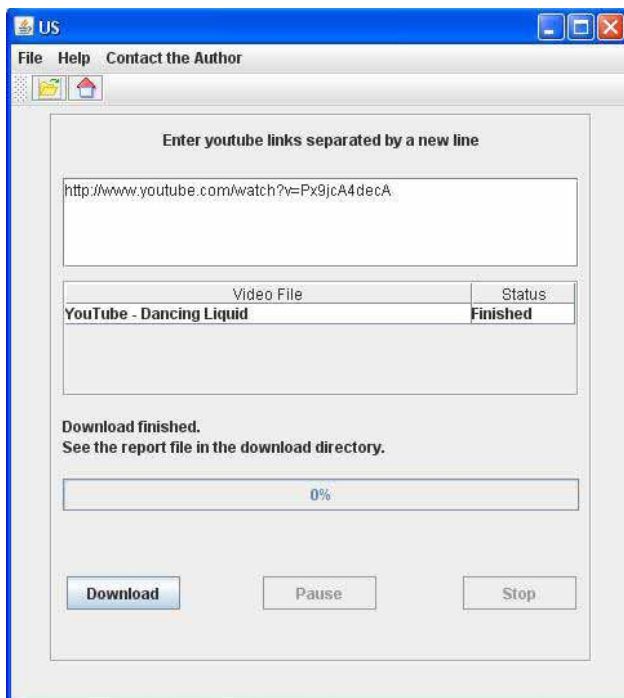 US
File Help Contact the Author
Enter youtube links separated by a new line
http://www.youtube.com/watch?v=Px9jcA4decA
Video File Status
YouTube - Dancing Liquid Finished
Download finished.
See the report file in the download directory.
0%
Download Pause Stop